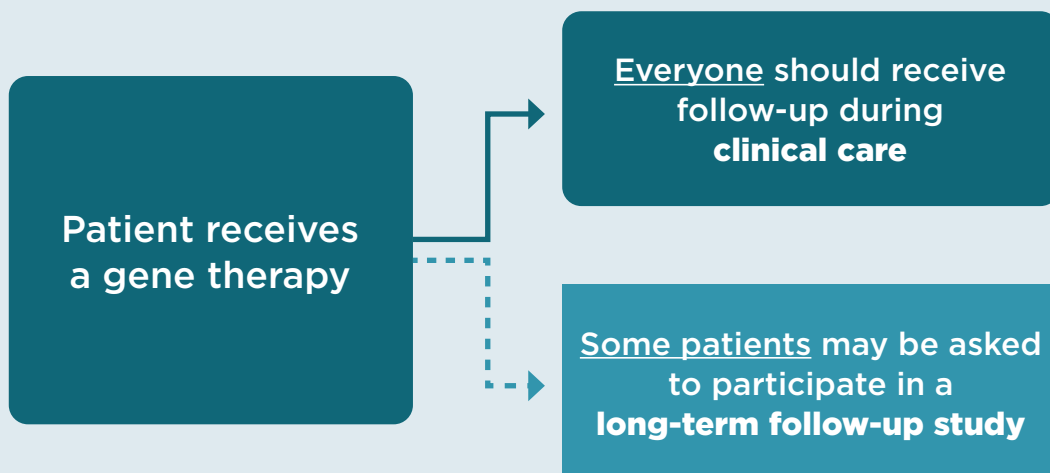 Patient receives
a gene therapy
Everyone should receive
follow-up during
clinical care
Some patients may be asked
to participate in a
long-term follow-up study